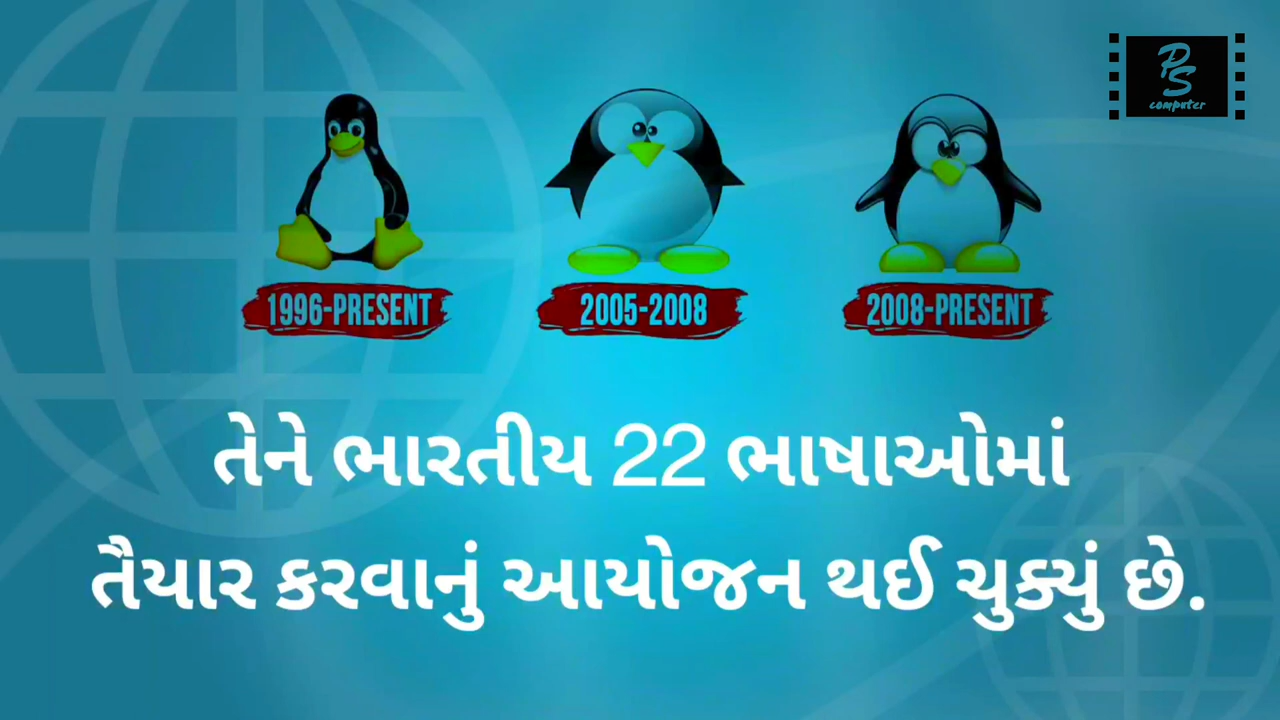 PS
computer
1996-PRESENT
2005-2008
2008-PRESENT
તેને ભારતીય 22 ભાષાઓમાં
તૈયાર કરવાનું આયોજન થઈ ચુક્યું છે.